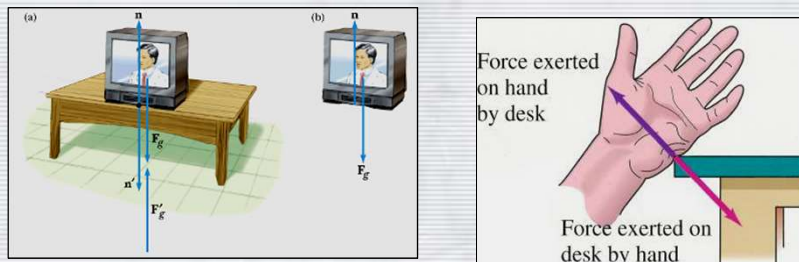 (a)
n
F_g
n′
F′_g
(b)
n
F_g
Force exerted
on hand
by desk
Force exerted on
desk by hand